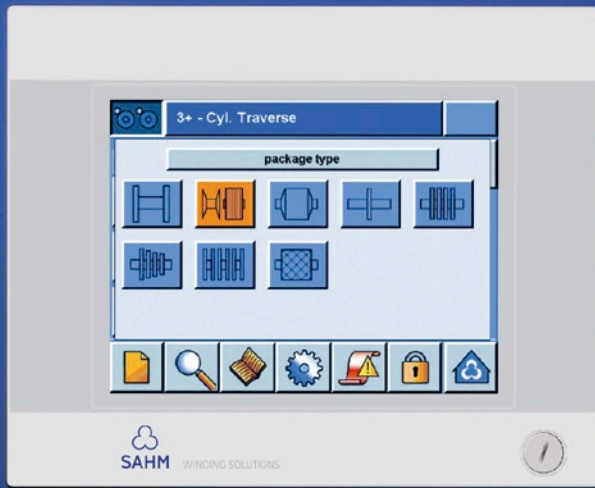 3+ - Cyl. Traverse
package type
SAHM WINDING SOLUTIONS